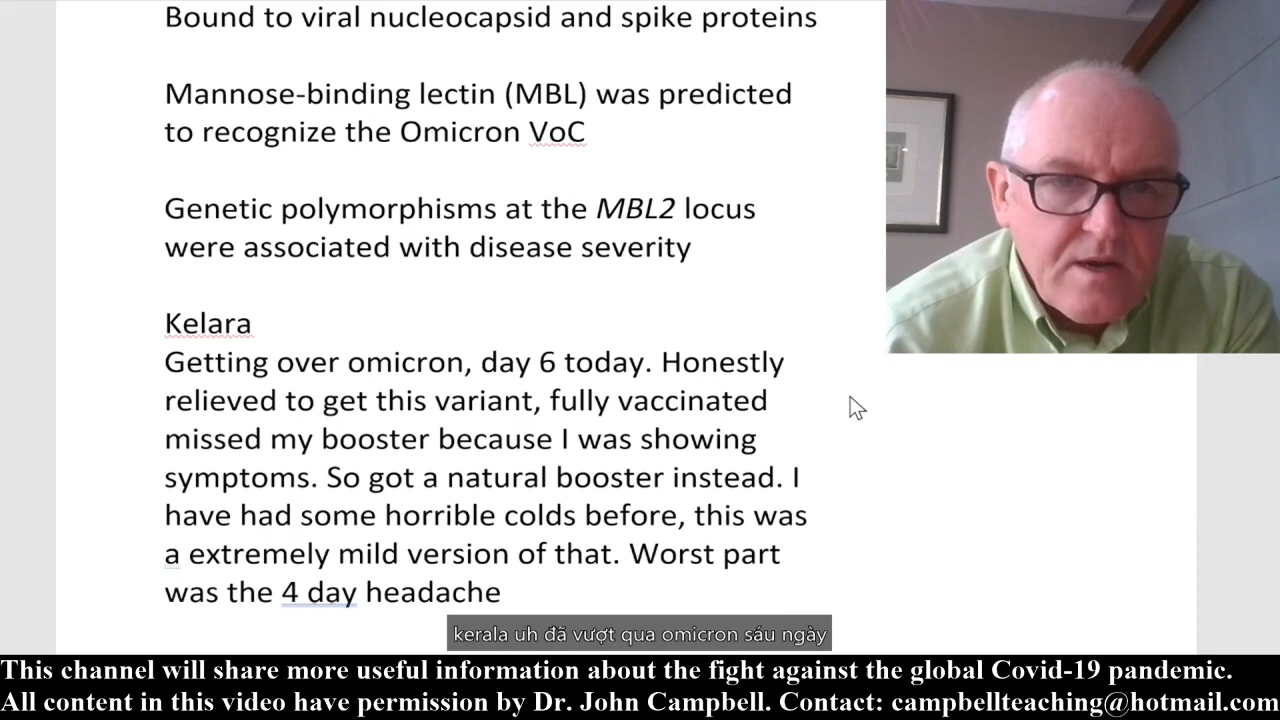 Bound to viral nucleocapsid and spike proteins
Mannose-binding lectin (MBL) was predicted
to recognize the Omicron VoC
Genetic polymorphisms at the MBL2 locus
were associated with disease severity
Kelara
Getting over omicron, day 6 today. Honestly
relieved to get this variant, fully vaccinated
missed my booster because I was showing
symptoms. So got a natural booster instead. I
have had some horrible colds before, this was
a extremely mild version of that. Worst part
was the 4 day headache
kerala uh đã vượt qua omicron sáu ngày
This channel will share more useful information about the fight against the global Covid-19 pandemic.
All content in this video have permission by Dr. John Campbell. Contact: campbellteaching@hotmail.com